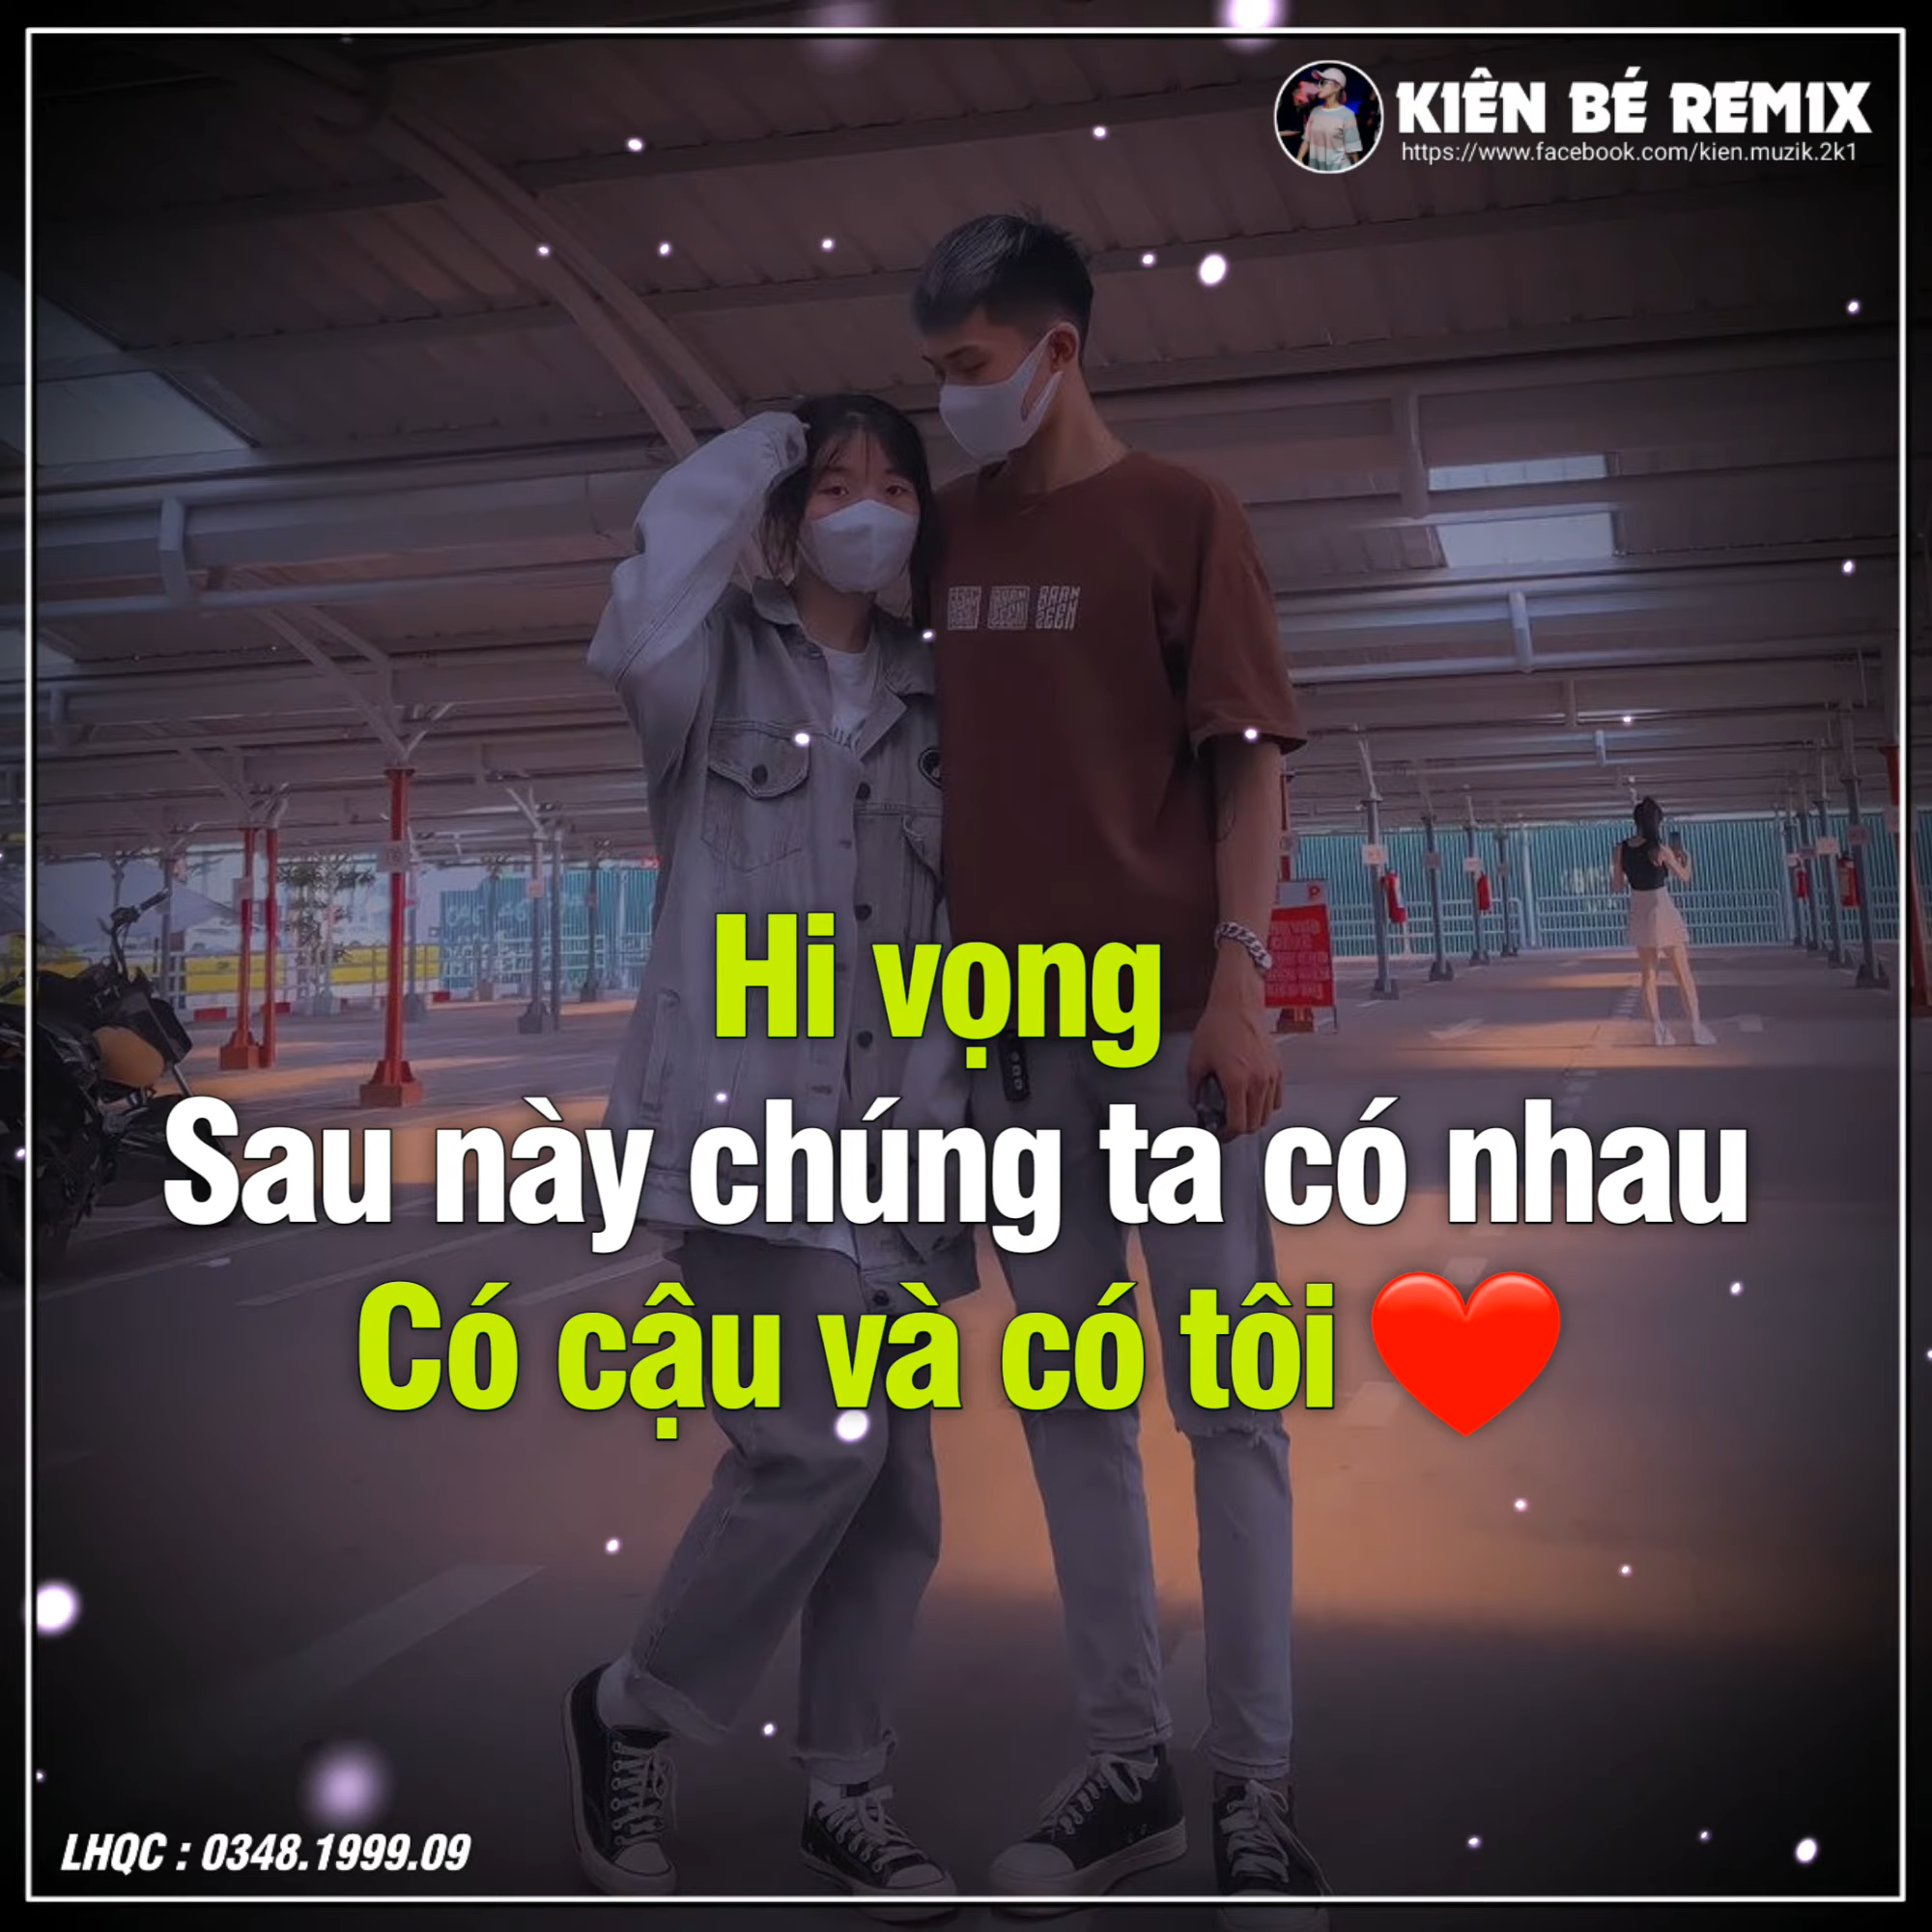 KIÊN BÉ REMIX
https://www.facebook.com/kien.muzik.2k1
Hi vọng
Sau này chúng ta có nhau
Có cậu và có tôi ❤️
LHQC : 0348.1999.09